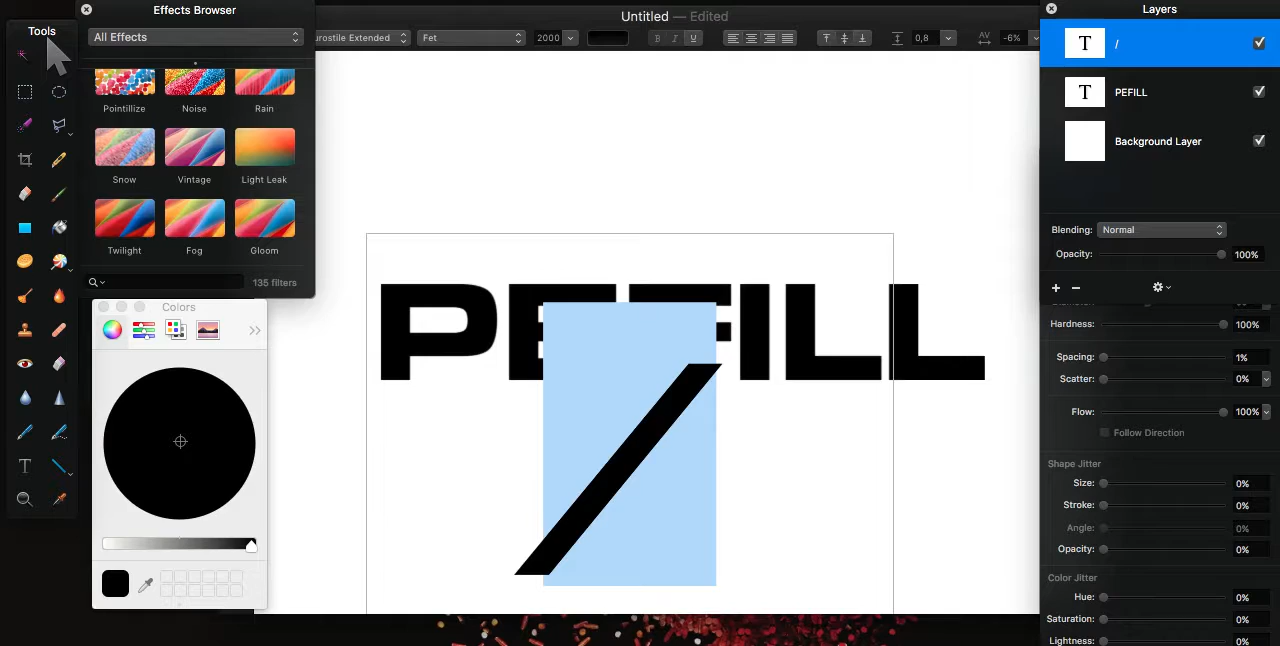 Tools
Effects Browser
All Effects
Pointillize
Noise
Rain
Snow
Vintage
Light Leak
Twilight
Fog
Gloom
135 filters
Colors
Untitled — Edited
urostile Extended
Fet
2000
B
I
U
0,8
AV
-6%
PEFILL
/
Layers
T
/
T
PEFILL
Background Layer
Blending:
Normal
Opacity:
100%
Hardness:
100%
Spacing:
1%
Scatter:
0%
Flow:
100%
Follow Direction
Shape Jitter
Size:
0%
Stroke:
0%
Angle:
0%
Opacity:
0%
Color Jitter
Hue:
0%
Saturation:
0%
Lightness:
0%